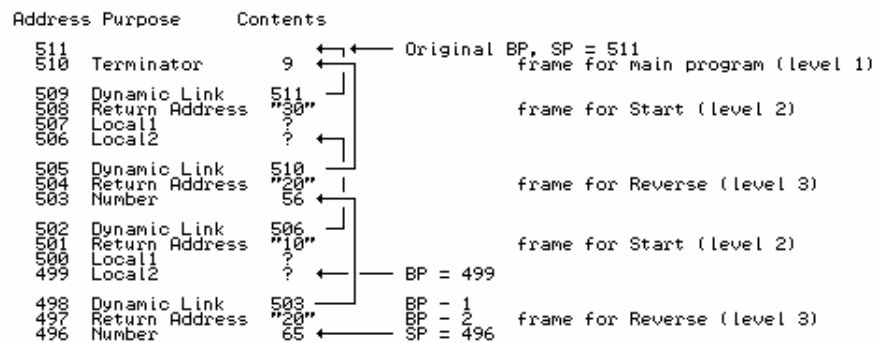 Address Purpose Contents
511 Original BP, SP = 511
510 Terminator 9 frame for main program (level 1)
509 Dynamic Link 511
508 Return Address "30" frame for Start (level 2)
507 Local1 ?
506 Local2 ?
505 Dynamic Link 510
504 Return Address "20" frame for Reverse (level 3)
503 Number 56
502 Dynamic Link 506
501 Return Address "10" frame for Start (level 2)
500 Local1 ?
499 Local2 ? BP = 499
498 Dynamic Link 503 BP - 1
497 Return Address "20" BP - 2 frame for Reverse (level 3)
496 Number 65 SP = 496